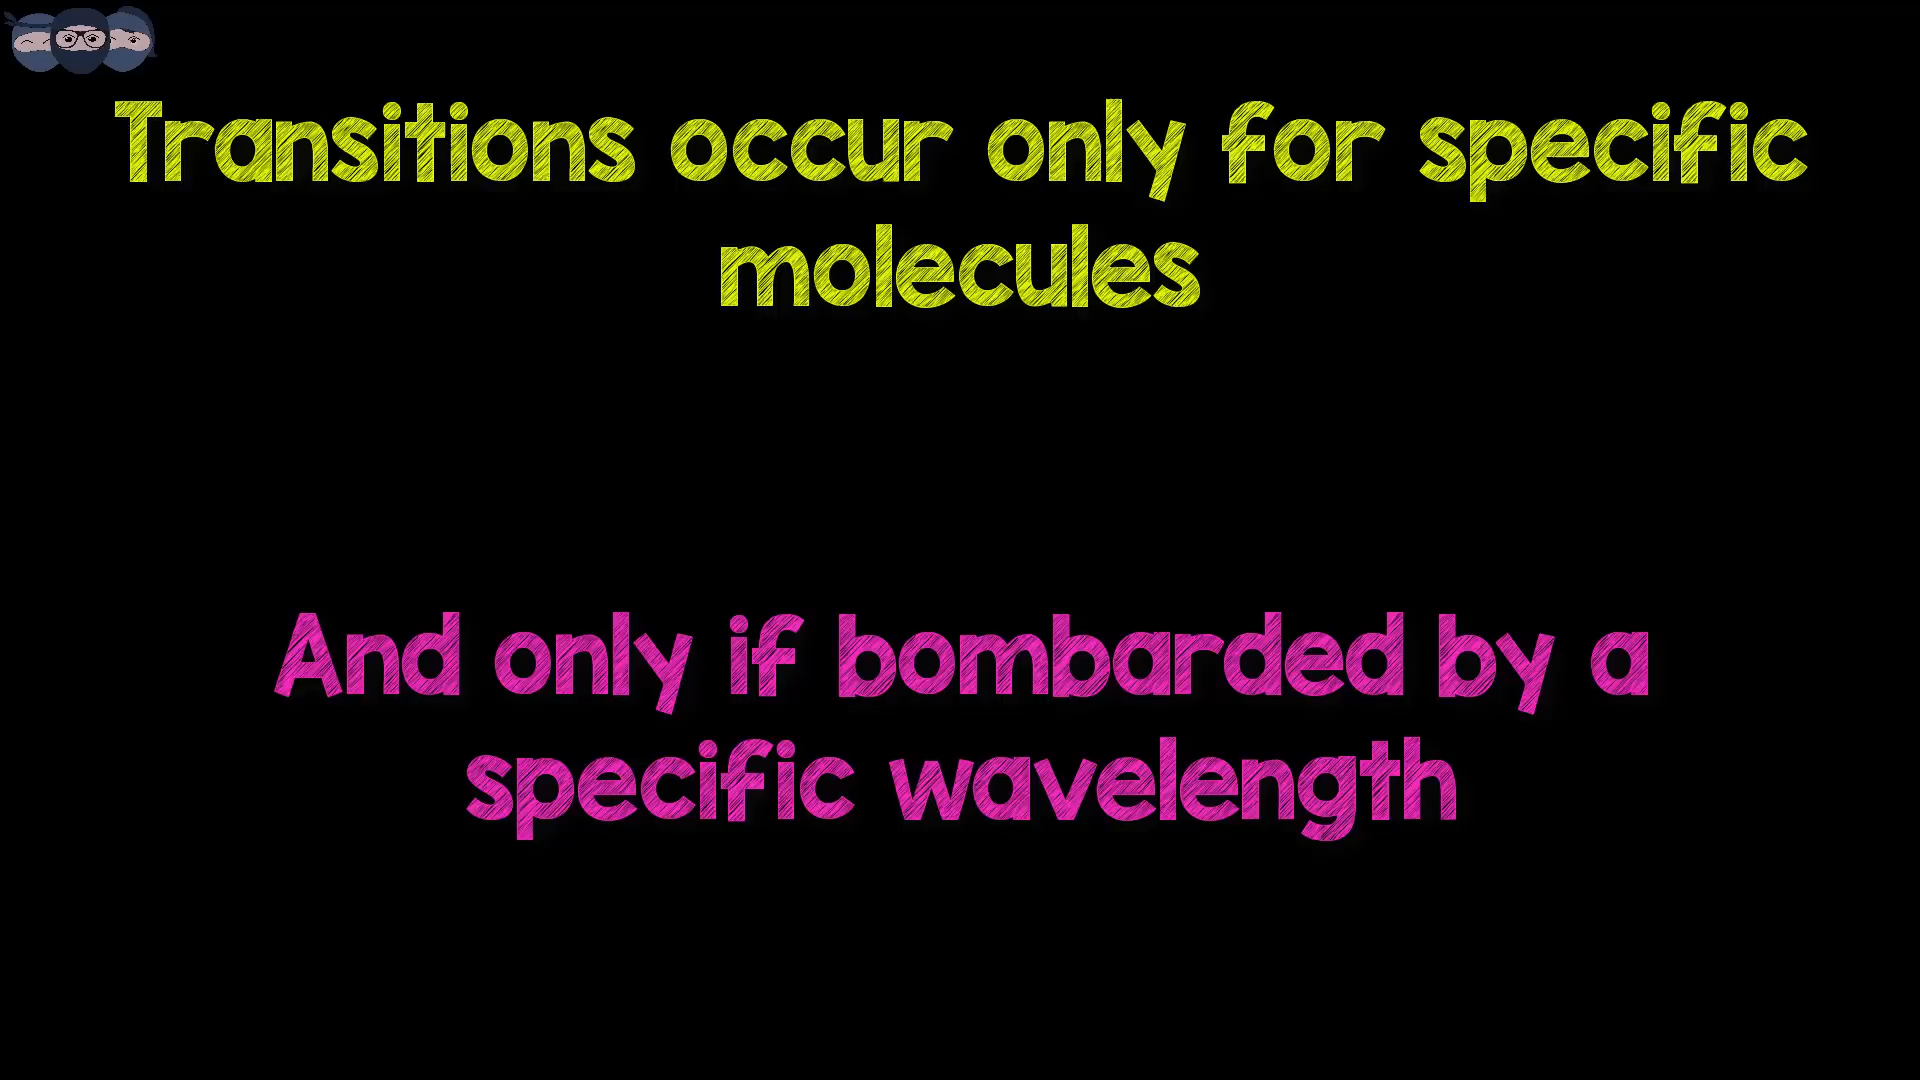 Transitions occur only for specific
molecules
And only if bombarded by a
specific wavelength